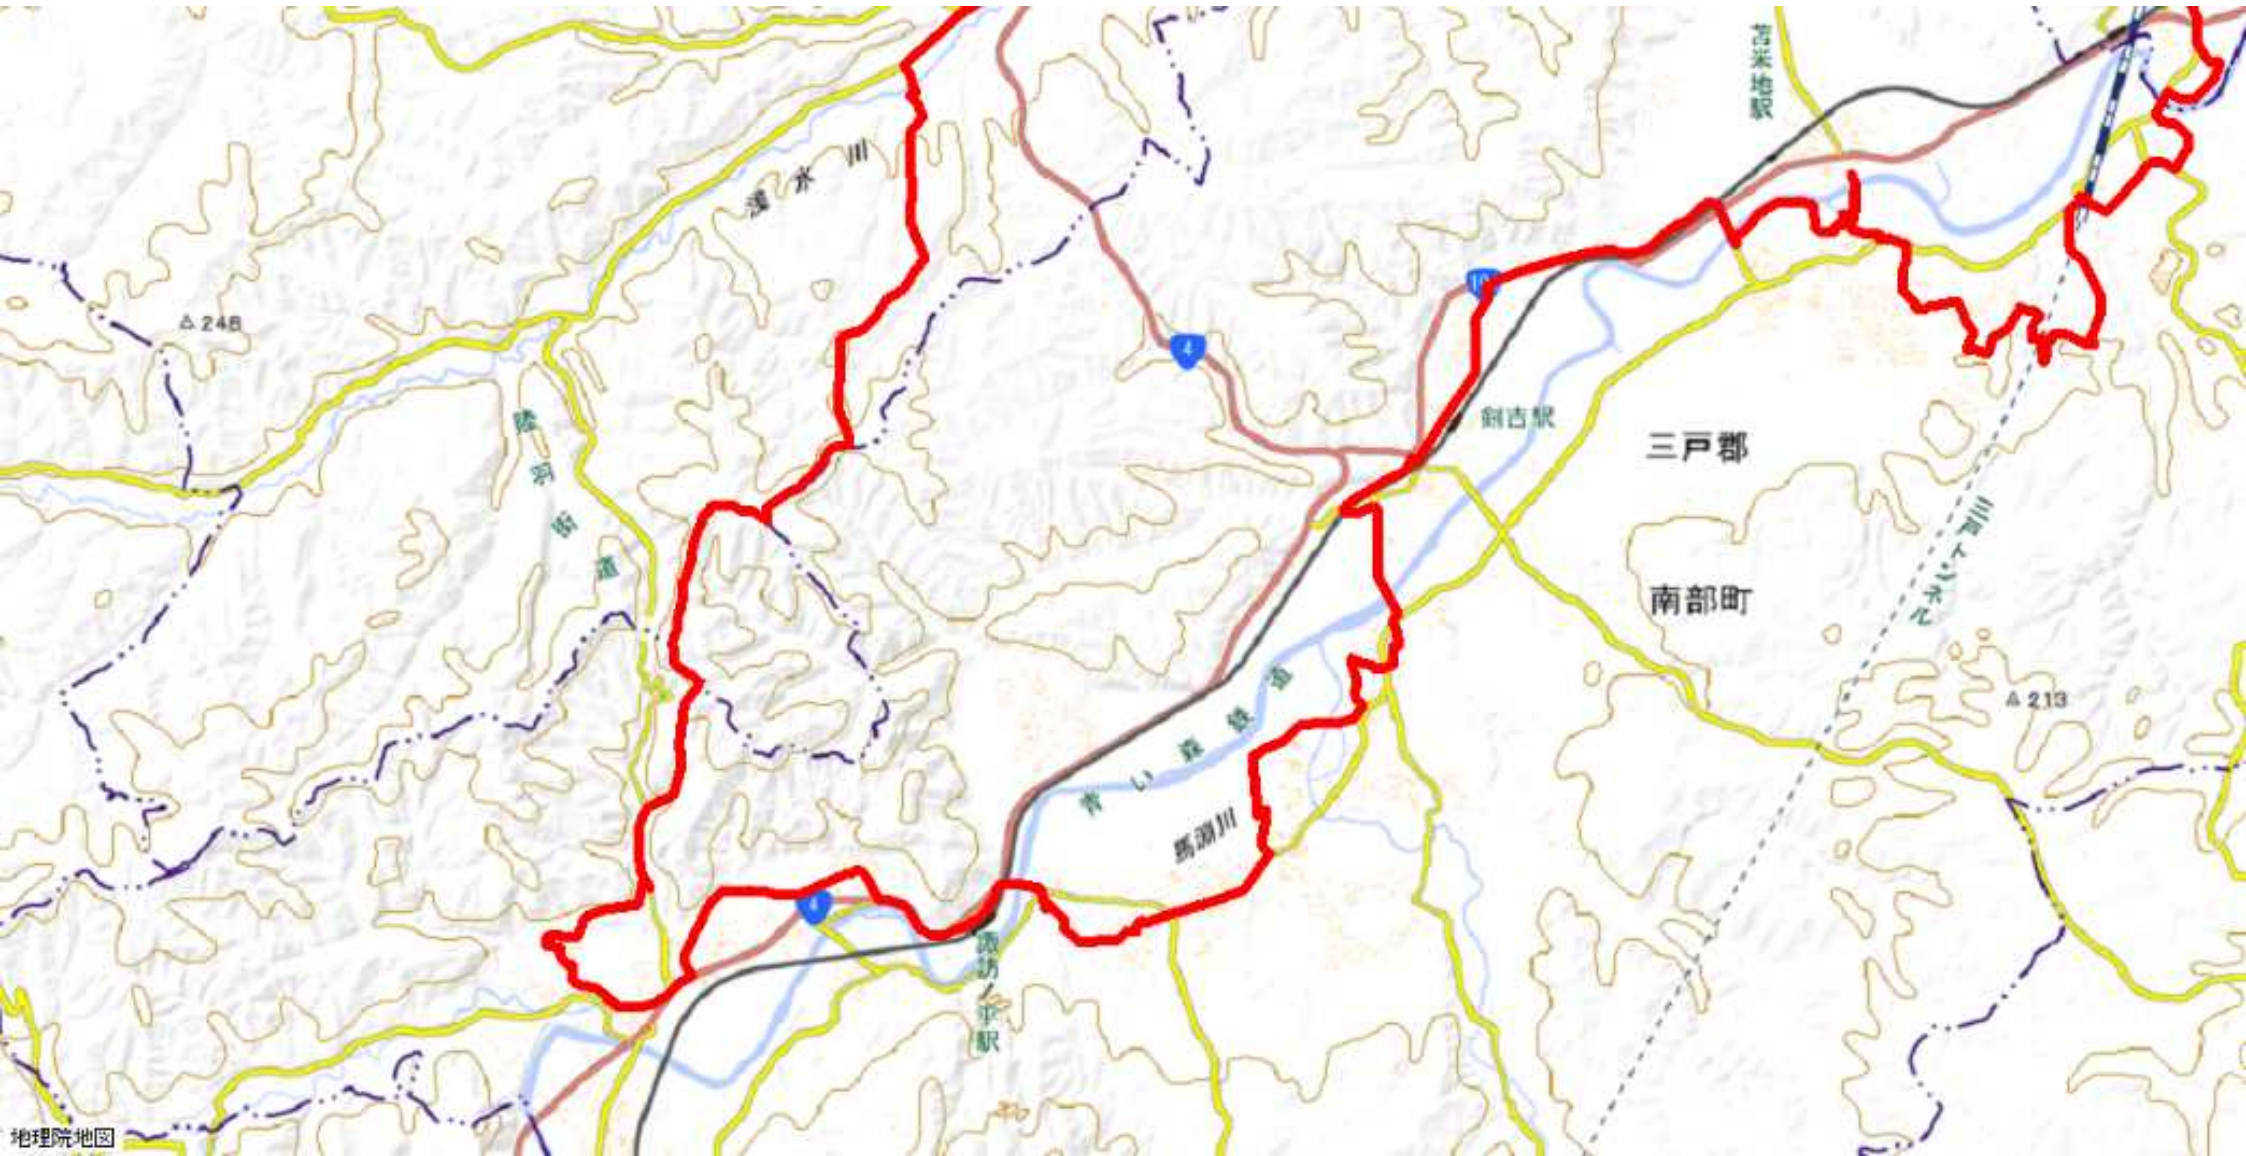 苫米地駅
浅水川
248
10
4
陸羽街道
剣吉駅
三戸郡
三戸トンネル
南部町
213
青い森鉄道
馬淵川
4
諏訪ノ平駅
地理院地図